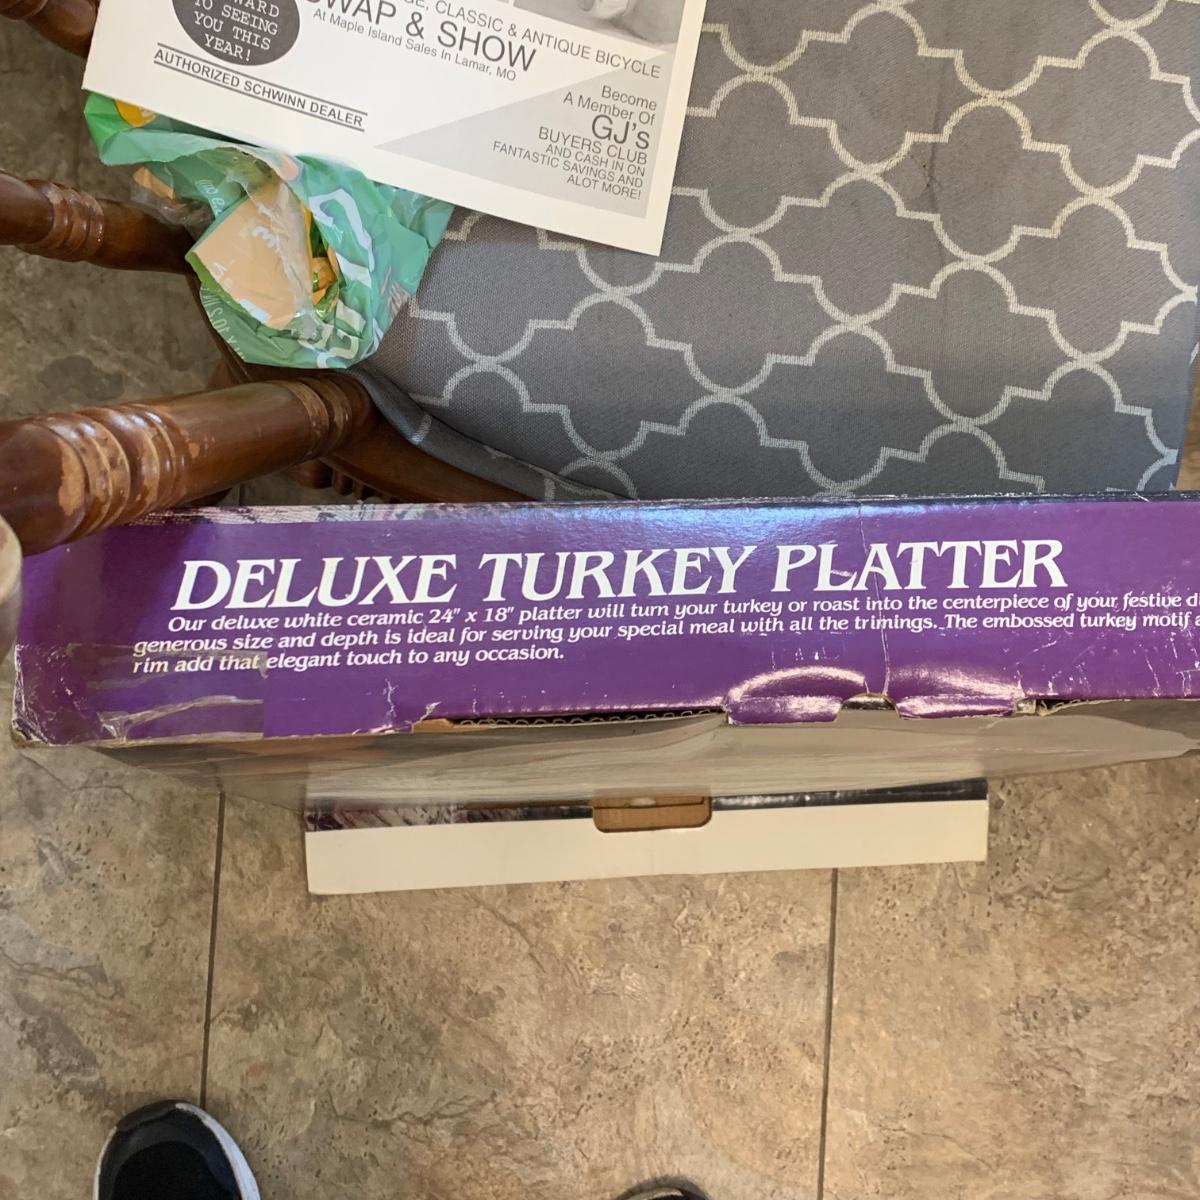 TO SEEING
YOU THIS
YEAR!
AUTHORIZED SCHWINN DEALER
CLASSIC & ANTIQUE BICYCLE
SWAP & SHOW
At Maple Island Sales In Lamar, MO
Become
A Member Of
GJ'S
BUYERS CLUB
AND CASH IN ON
FANTASTIC SAVINGS AND
ALOT MORE!
DELUXE TURKEY PLATTER
Our deluxe white ceramic 24" x 18" platter will turn your turkey or roast into the centerpiece of your festive
generous size and depth is ideal for serving your special meal with all the trimings. The embossed turkey motif
rim add that elegant touch to any occasion.